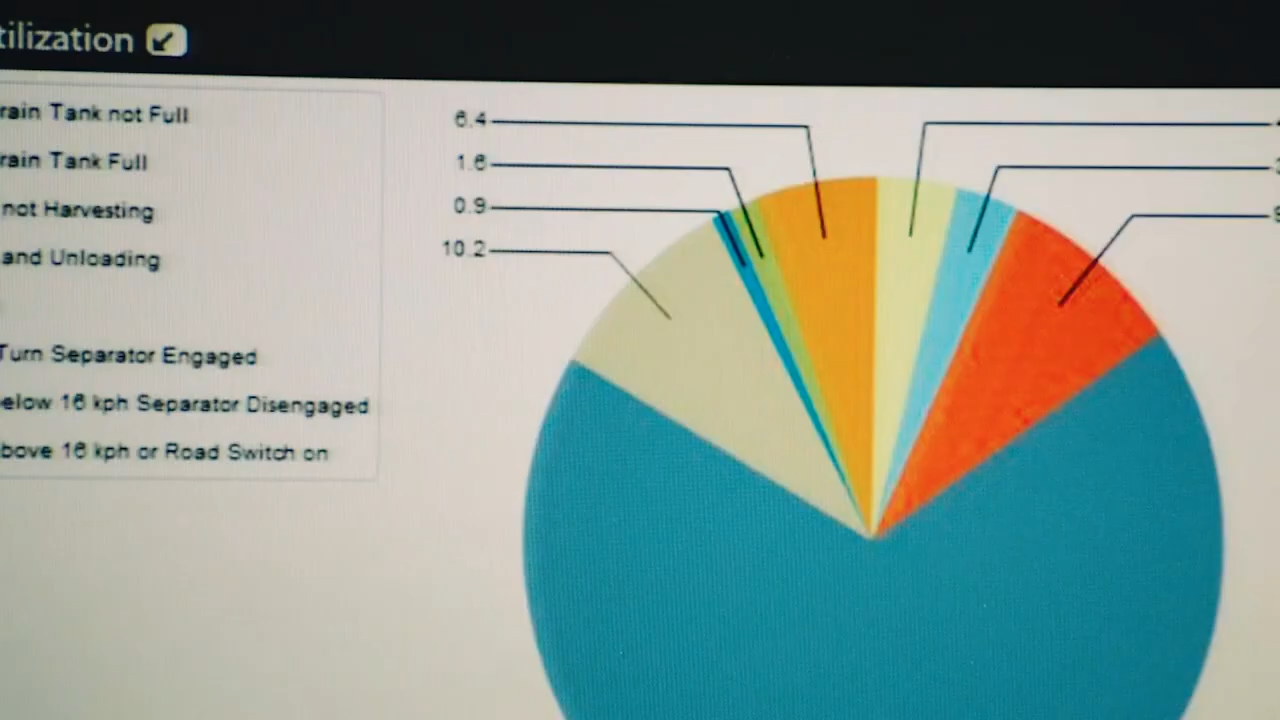 tilization
rain Tank not Full
rain Tank Full
not Harvesting
and Unloading
Turn Separator Engaged
elow 16 kph Separator Disengaged
bove 16 kph or Road Switch on
6.4
1.6
0.9
10.2